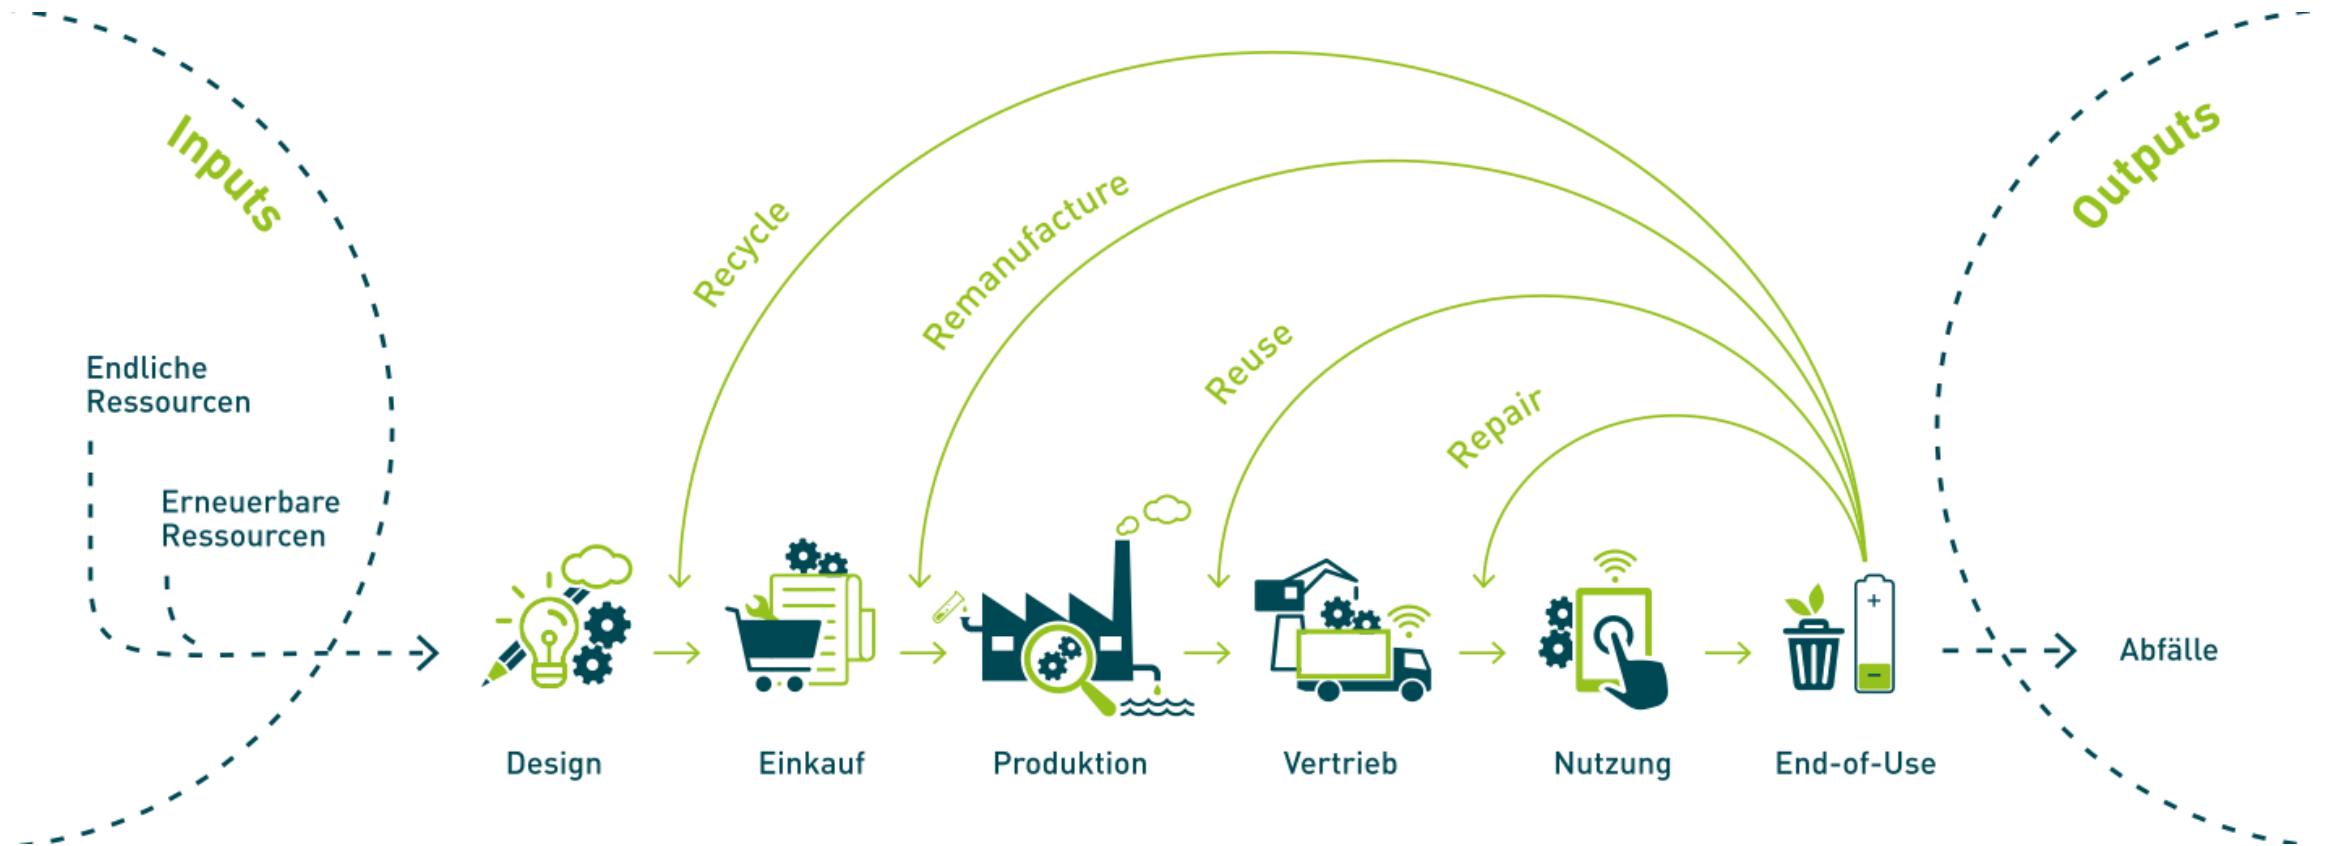 Inputs
Outputs
Recycle
Remanufacture
Reuse
Repair
Endliche
Ressourcen
Erneuerbare
Ressourcen
+
-
Abfälle
Design
Einkauf
Produktion
Vertrieb
Nutzung
End-of-Use